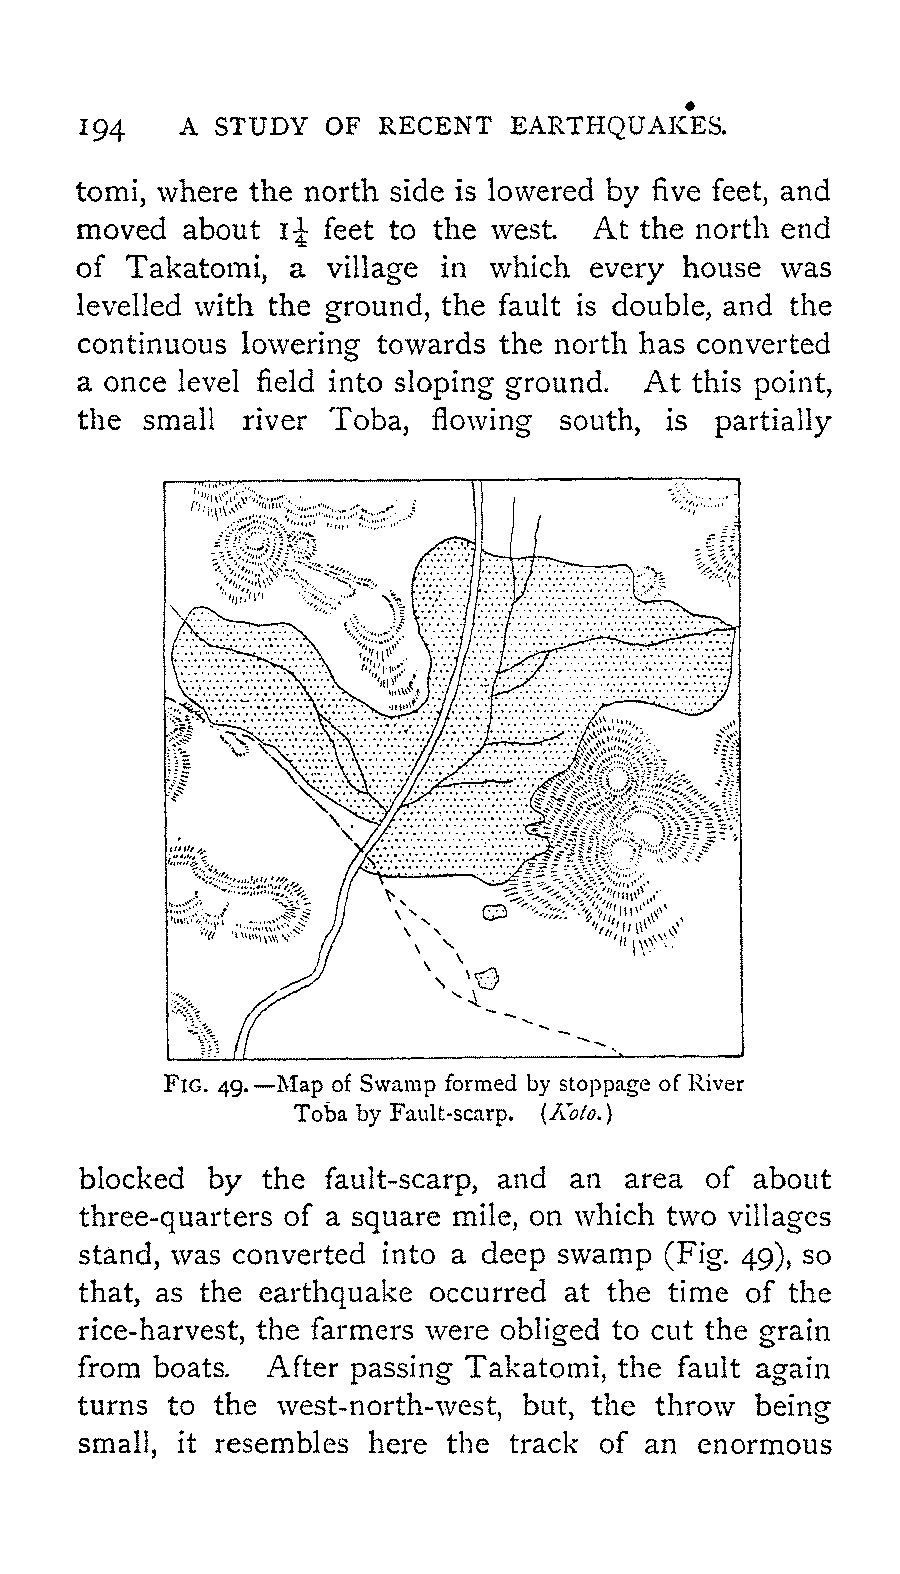 194 A STUDY OF RECENT EARTHQUAKES.
tomi, where the north side is lowered by five feet, and
moved about 1¼ feet to the west. At the north end
of Takatomi, a village in which every house was
levelled with the ground, the fault is double, and the
continuous lowering towards the north has converted
a once level field into sloping ground. At this point,
the small river Toba, flowing south, is partially
FIG. 49.—Map of Swamp formed by stoppage of River
Toba by Fault-scarp. (Koto.)
blocked by the fault-scarp, and an area of about
three-quarters of a square mile, on which two villages
stand, was converted into a deep swamp (Fig. 49), so
that, as the earthquake occurred at the time of the
rice-harvest, the farmers were obliged to cut the grain
from boats. After passing Takatomi, the fault again
turns to the west-north-west, but, the throw being
small, it resembles here the track of an enormous